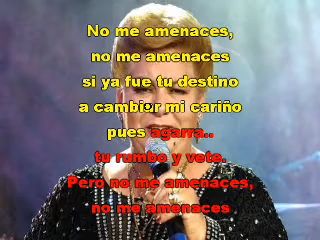 No me amenaces,
no me amenaces
si ya fue tu destino
a cambiar mi cariño
pues agarra..
tu rumbo y vete.
Pero no me amenaces,
no me amenaces